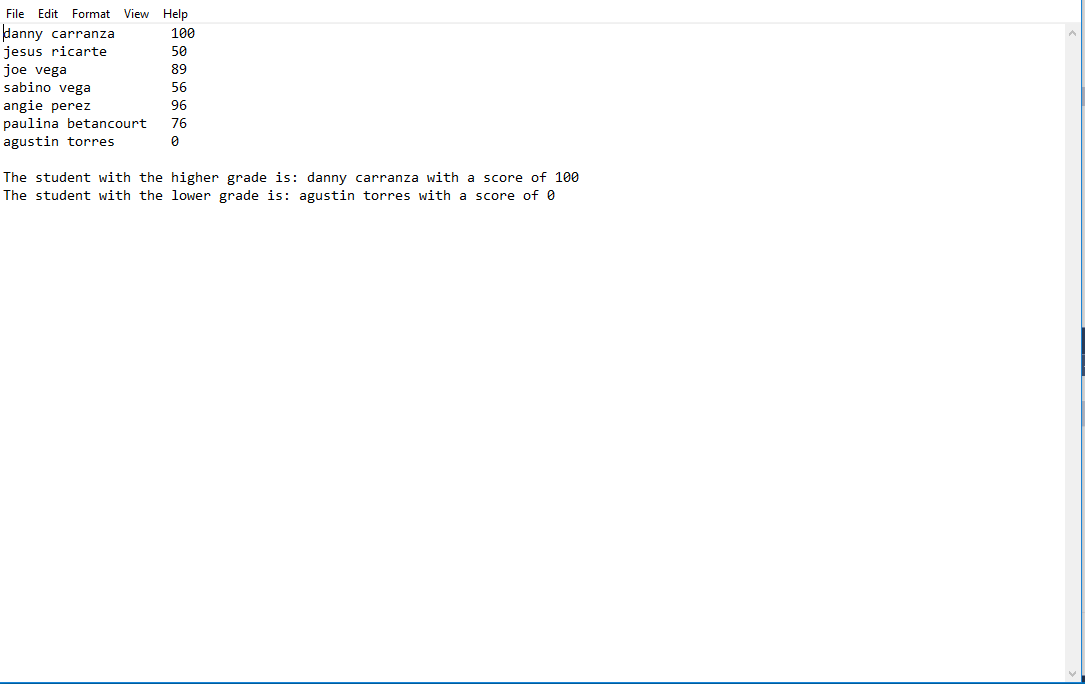 File Edit Format View Help
danny carranza 100
jesus ricarte 50
joe vega 89
sabino vega 56
angie perez 96
paulina betancourt 76
agustin torres 0
The student with the higher grade is: danny carranza with a score of 100
The student with the lower grade is: agustin torres with a score of 0